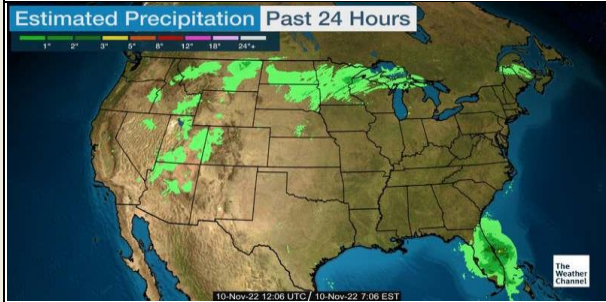 Estimated Precipitation Past 24 Hours
1" 2" 3" 5" 8" 12" 18" 24"+
The
Weather
Channel
10-Nov-22 12:06 UTC / 10-Nov-22 7:06 EST